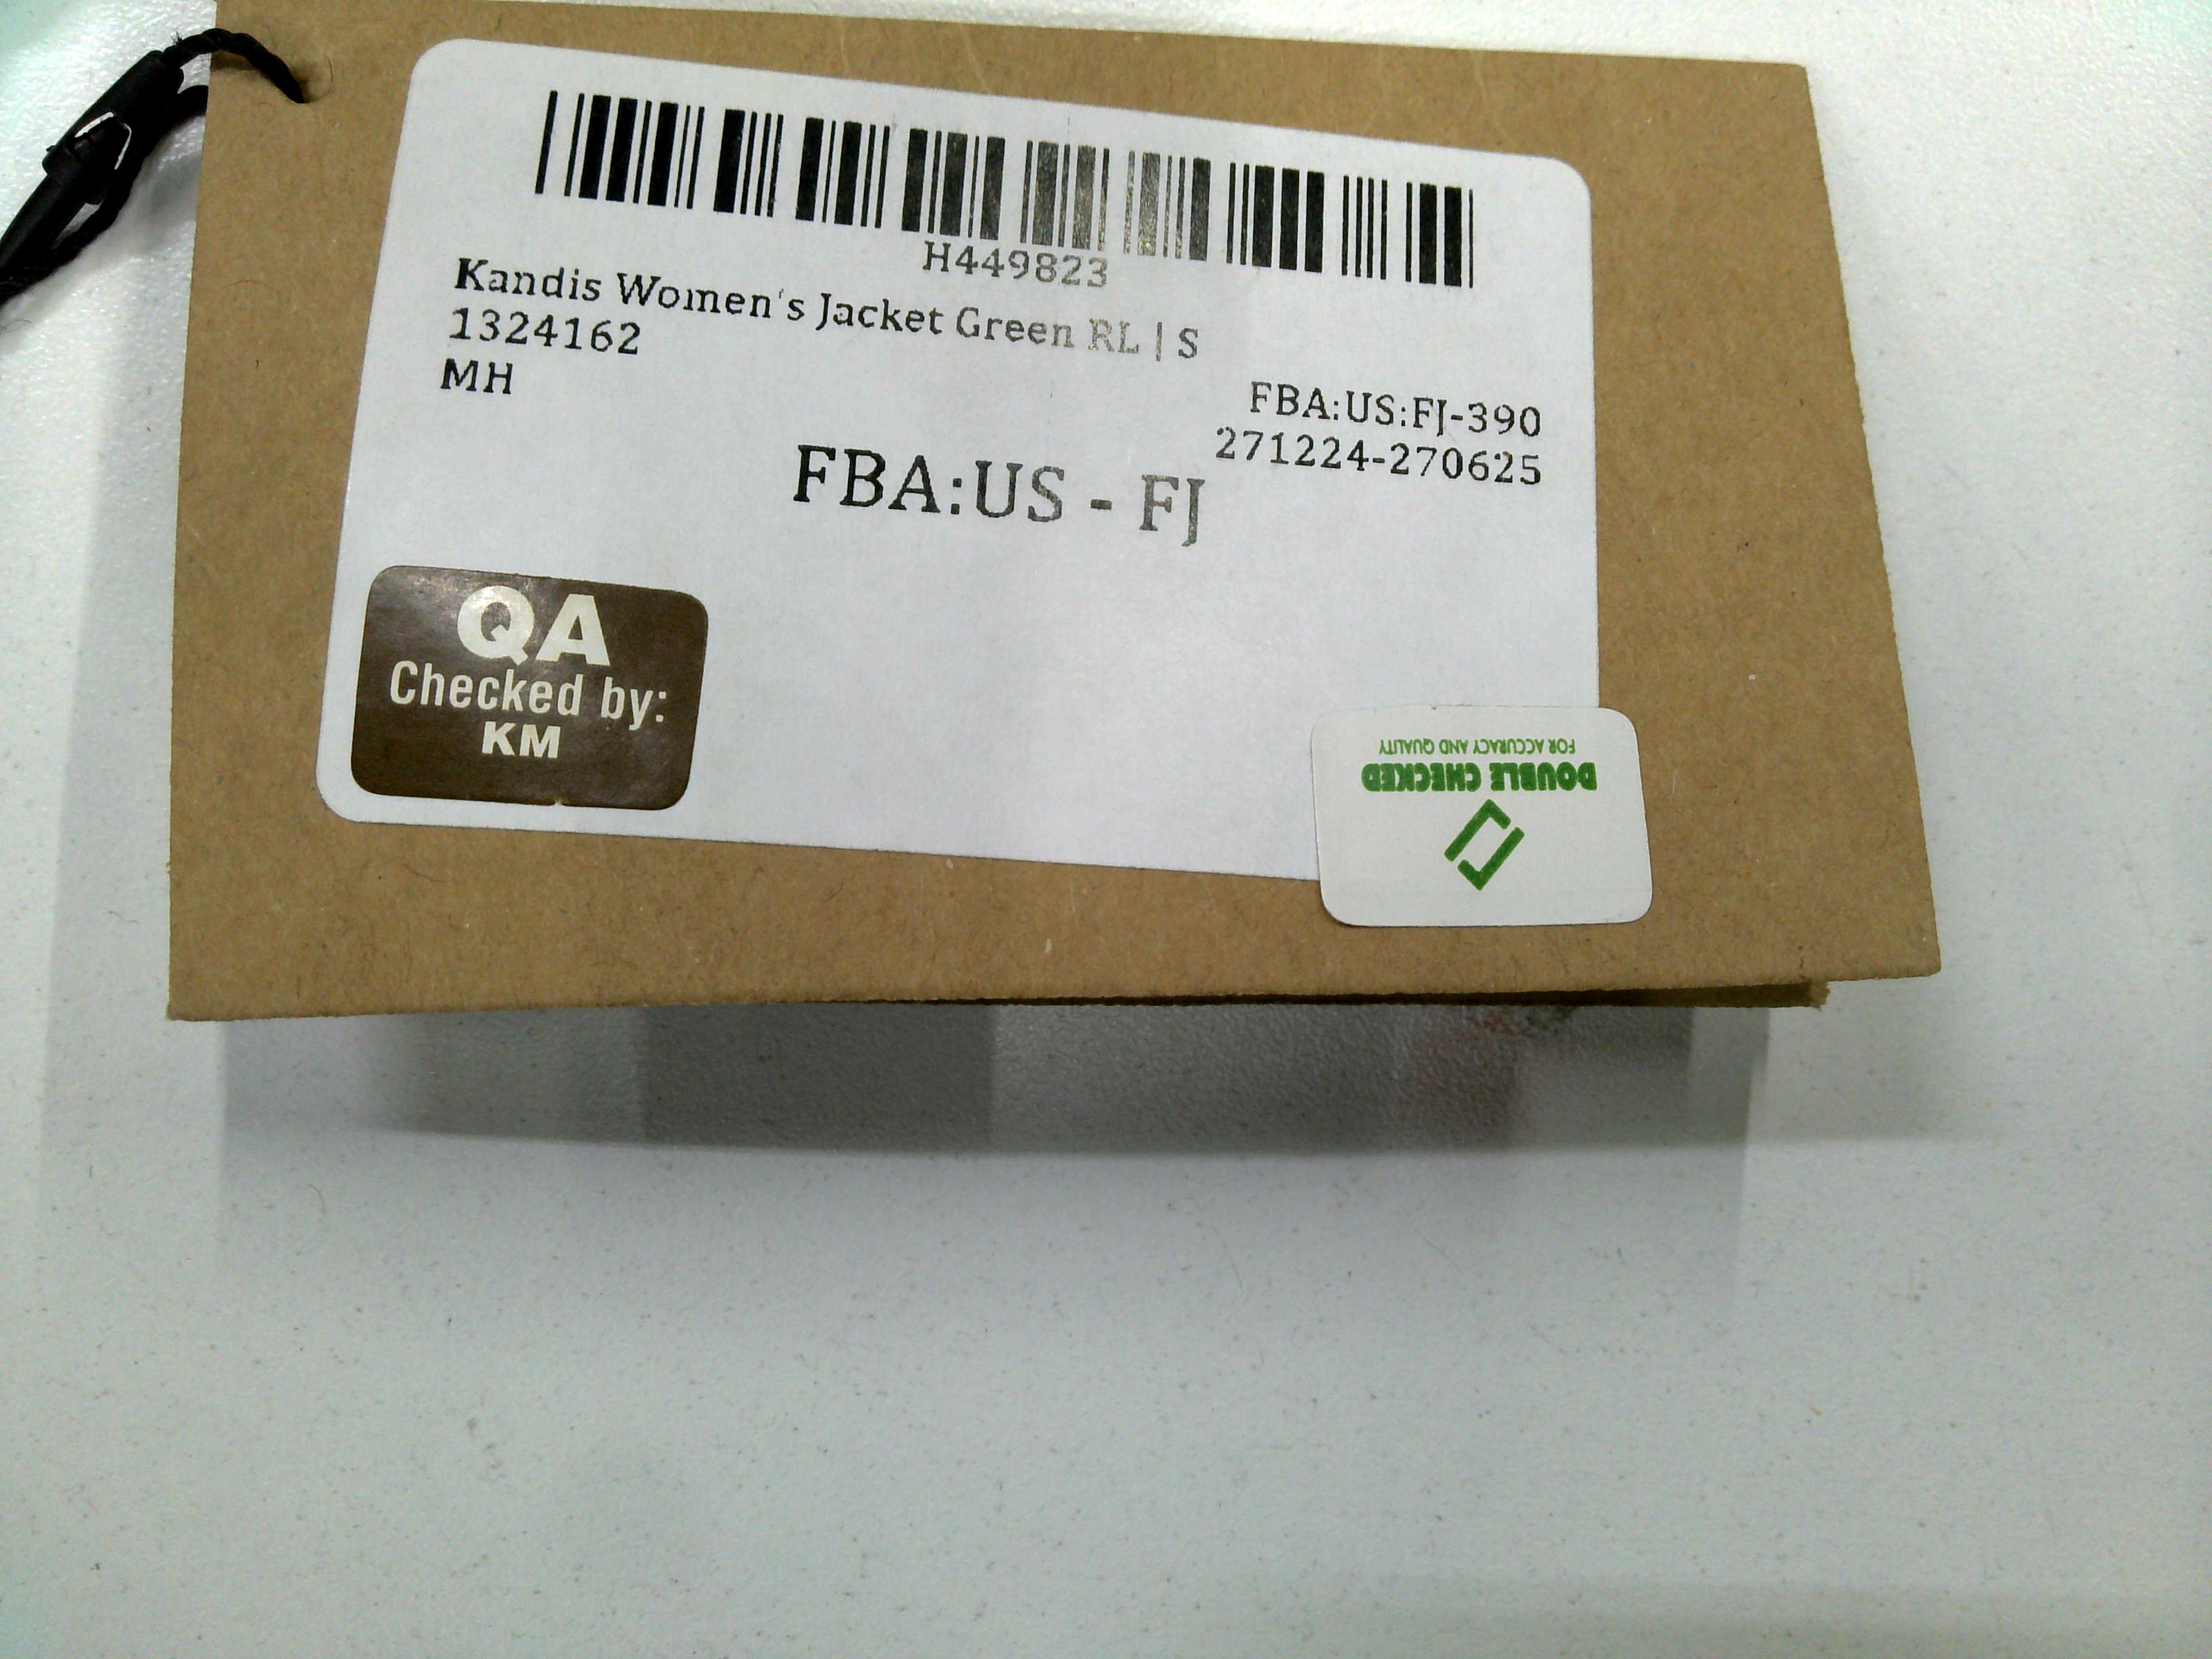 H449823
Kandis Women's Jacket Green RL | S
1324162
MH
FBA:US:FJ-390
271224-270625
FBA:US - FJ
QA
Checked by:
KM
DOUBLE CHECKED
FOR ACCURACY AND QUALITY